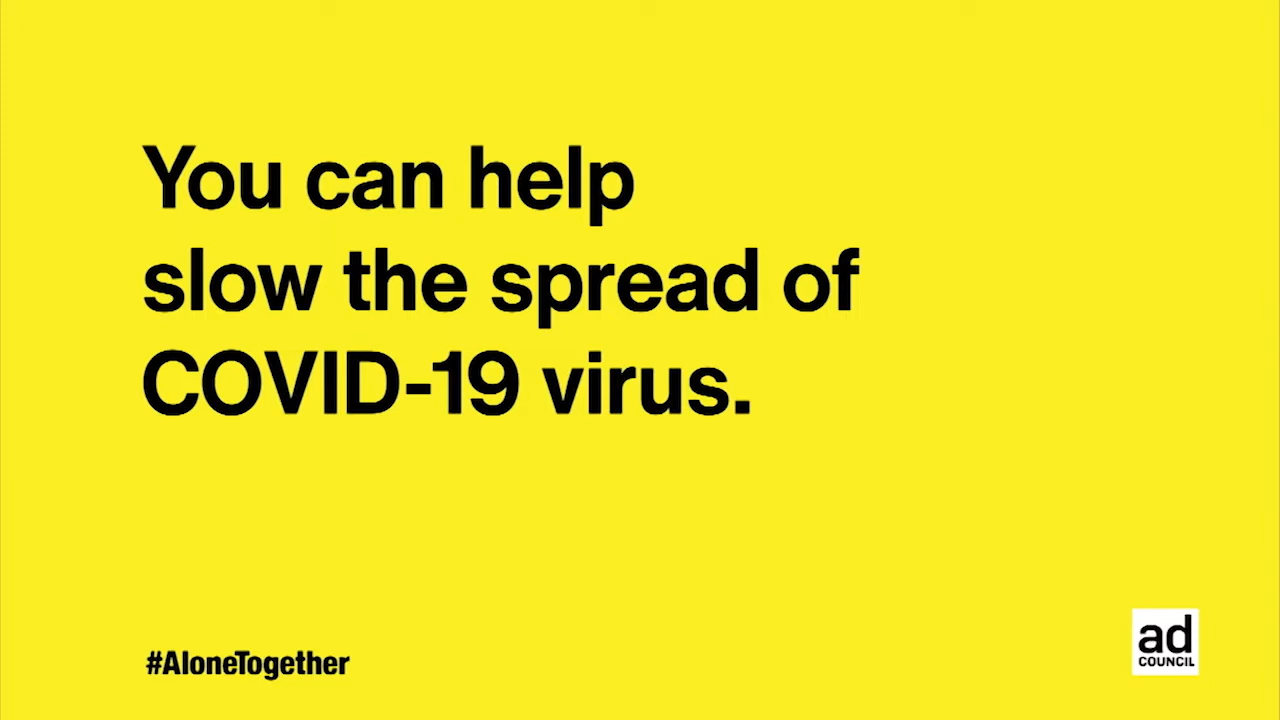 You can help
slow the spread of
COVID-19 virus.
#AloneTogether
ad
COUNCIL